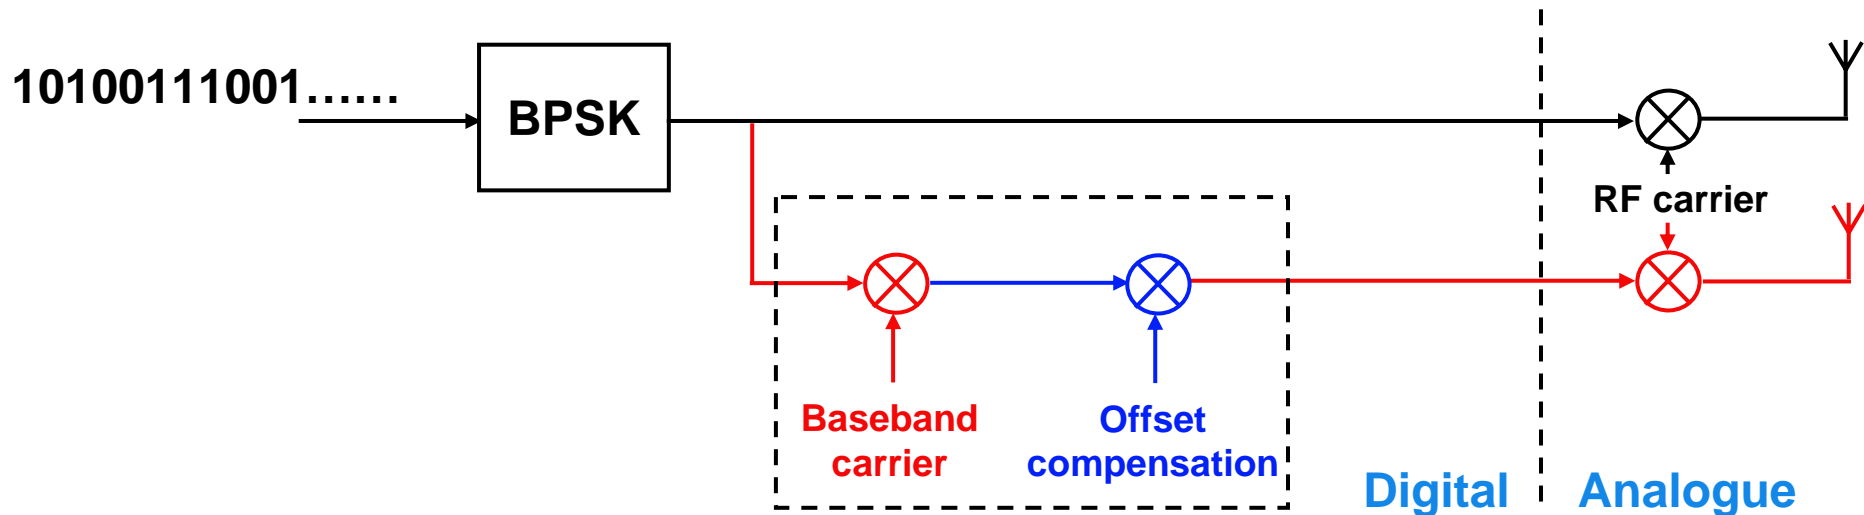 10100111001......
BPSK
RF carrier
Baseband
carrier
Offset
compensation
Digital
Analogue